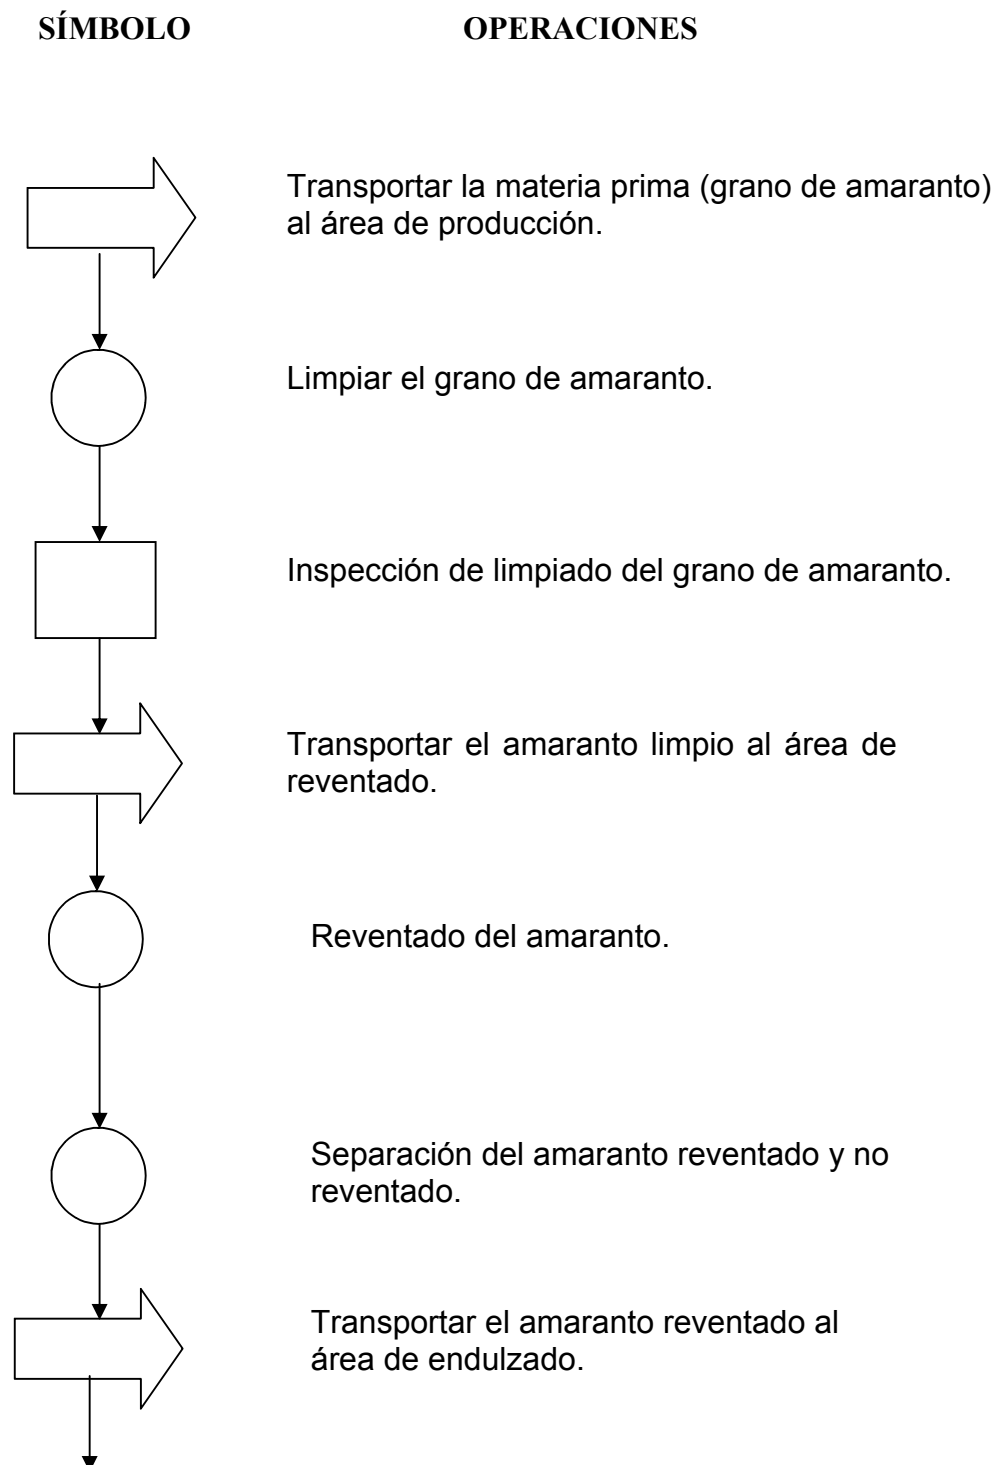 SÍMBOLO OPERACIONES
Transportar la materia prima (grano de amaranto)
al área de producción.
Limpiar el grano de amaranto.
Inspección de limpiado del grano de amaranto.
Transportar el amaranto limpio al área de
reventado.
Reventado del amaranto.
Separación del amaranto reventado y no
reventado.
Transportar el amaranto reventado al
área de endulzado.